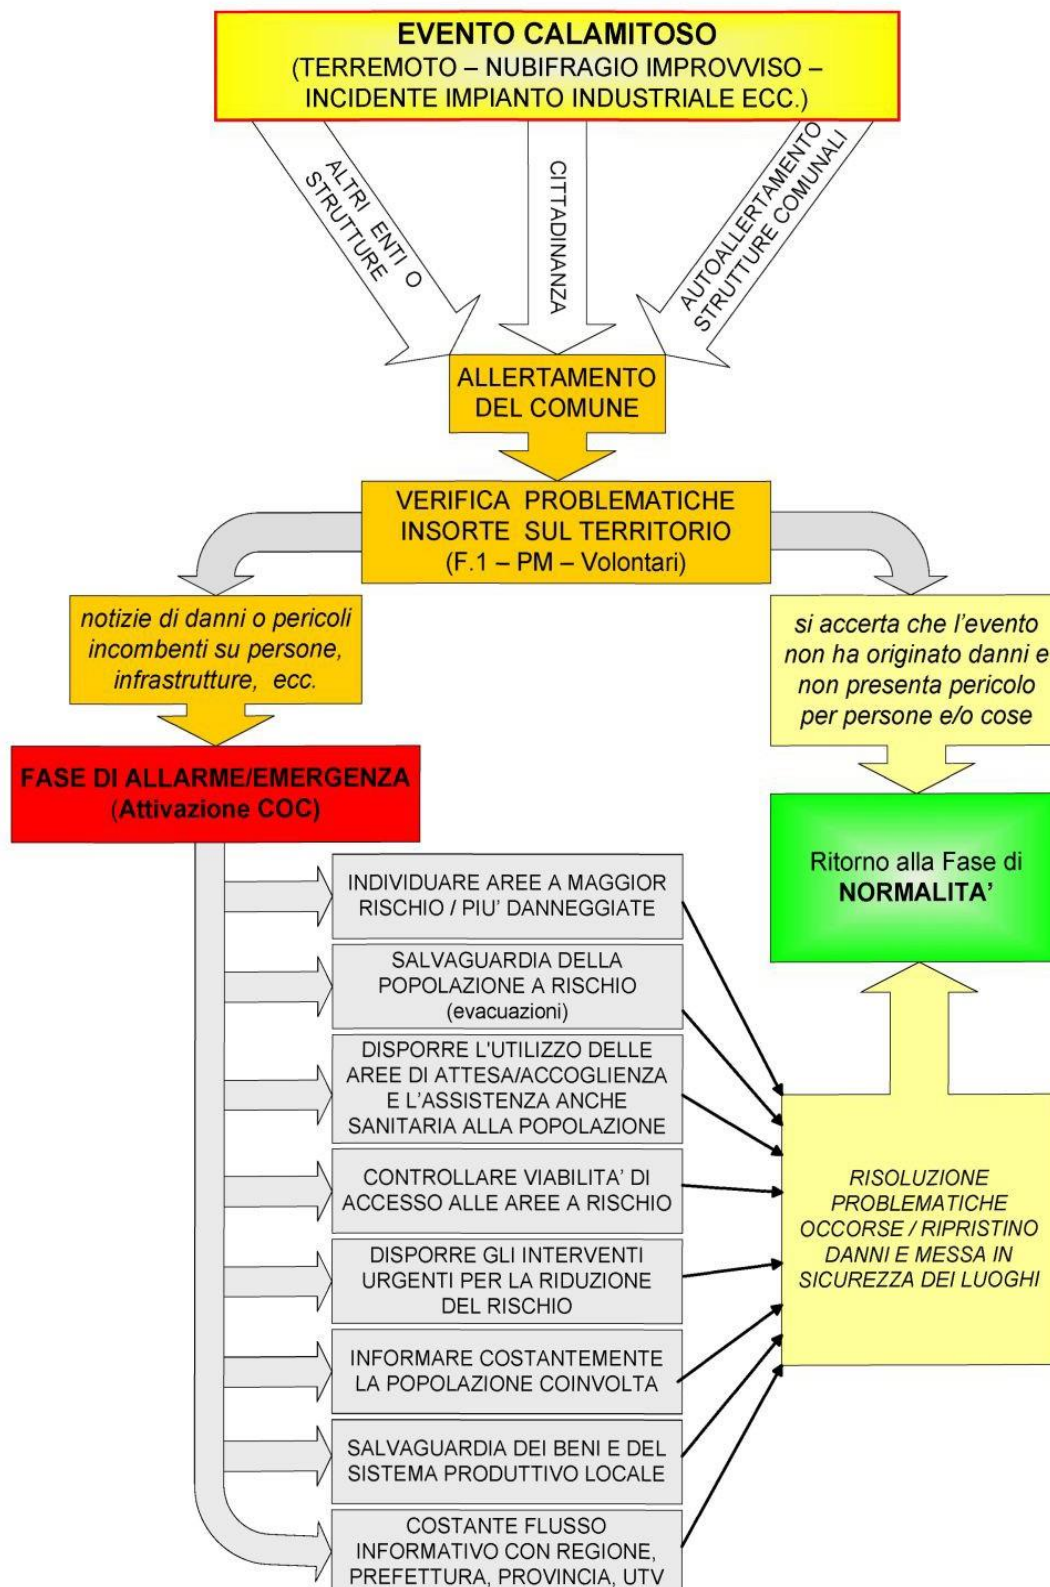 EVENTO CALAMITOSO
(TERREMOTO – NUBIFRAGIO IMPROVVISO –
INCIDENTE IMPIANTO INDUSTRIALE ECC.)
ALTRI ENTI O
STRUTTURE
CITTADINANZA
AUTOALLERTAMENTO
STRUTTURE COMUNALI
ALLERTAMENTO
DEL COMUNE
VERIFICA PROBLEMATICHE
INSORTE SUL TERRITORIO
(F.1 – PM – Volontari)
notizie di danni o pericoli
incombenti su persone,
infrastrutture, ecc.
si accerta che l'evento
non ha originato danni e
non presenta pericolo
per persone e/o cose
FASE DI ALLARME/EMERGENZA
(Attivazione COC)
Ritorno alla Fase di
NORMALITA'
INDIVIDUARE AREE A MAGGIOR
RISCHIO / PIU' DANNEGGIATE
SALVAGUARDIA DELLA
POPOLAZIONE A RISCHIO
(evacuazioni)
DISPORRE L'UTILIZZO DELLE
AREE DI ATTESA/ACCOGLIENZA
E L'ASSISTENZA ANCHE
SANITARIA ALLA POPOLAZIONE
CONTROLLARE VIABILITA' DI
ACCESSO ALLE AREE A RISCHIO
DISPORRE GLI INTERVENTI
URGENTI PER LA RIDUZIONE
DEL RISCHIO
INFORMARE COSTANTEMENTE
LA POPOLAZIONE COINVOLTA
SALVAGUARDIA DEI BENI E DEL
SISTEMA PRODUTTIVO LOCALE
COSTANTE FLUSSO
INFORMATIVO CON REGIONE,
PREFETTURA, PROVINCIA, UTV
RISOLUZIONE
PROBLEMATICHE
OCCORSE / RIPRISTINO
DANNI E MESSA IN
SICUREZZA DEI LUOGHI